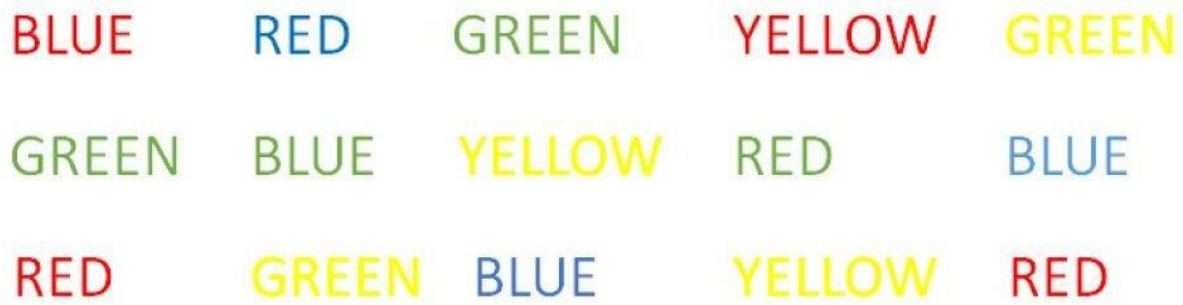 BLUE RED GREEN YELLOW GREEN
GREEN BLUE YELLOW RED BLUE
RED GREEN BLUE YELLOW RED